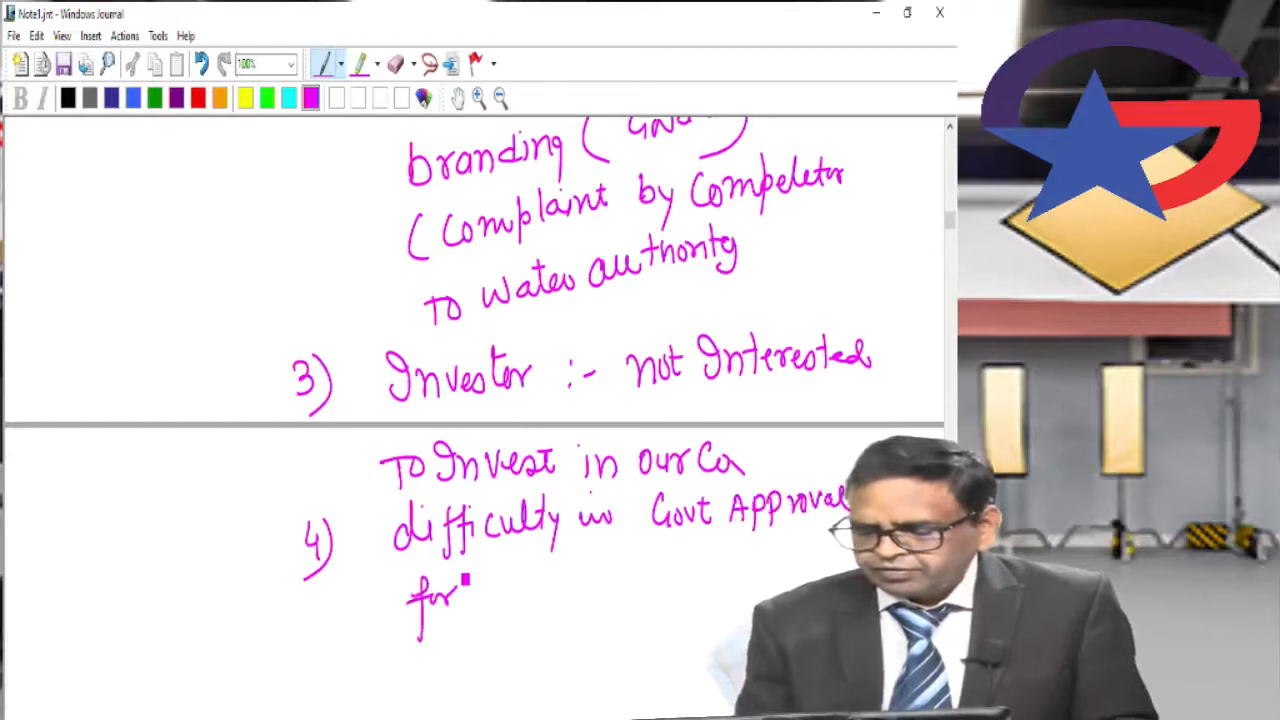 Note1.jnt - Windows Journal
File Edit View Insert Actions Tools Help
100%
B I
branding (
(Complaint by Competetor
To Water authority
3) Investor :- not Interested
To Invest in our Co
4) difficulty in Govt Approval
for